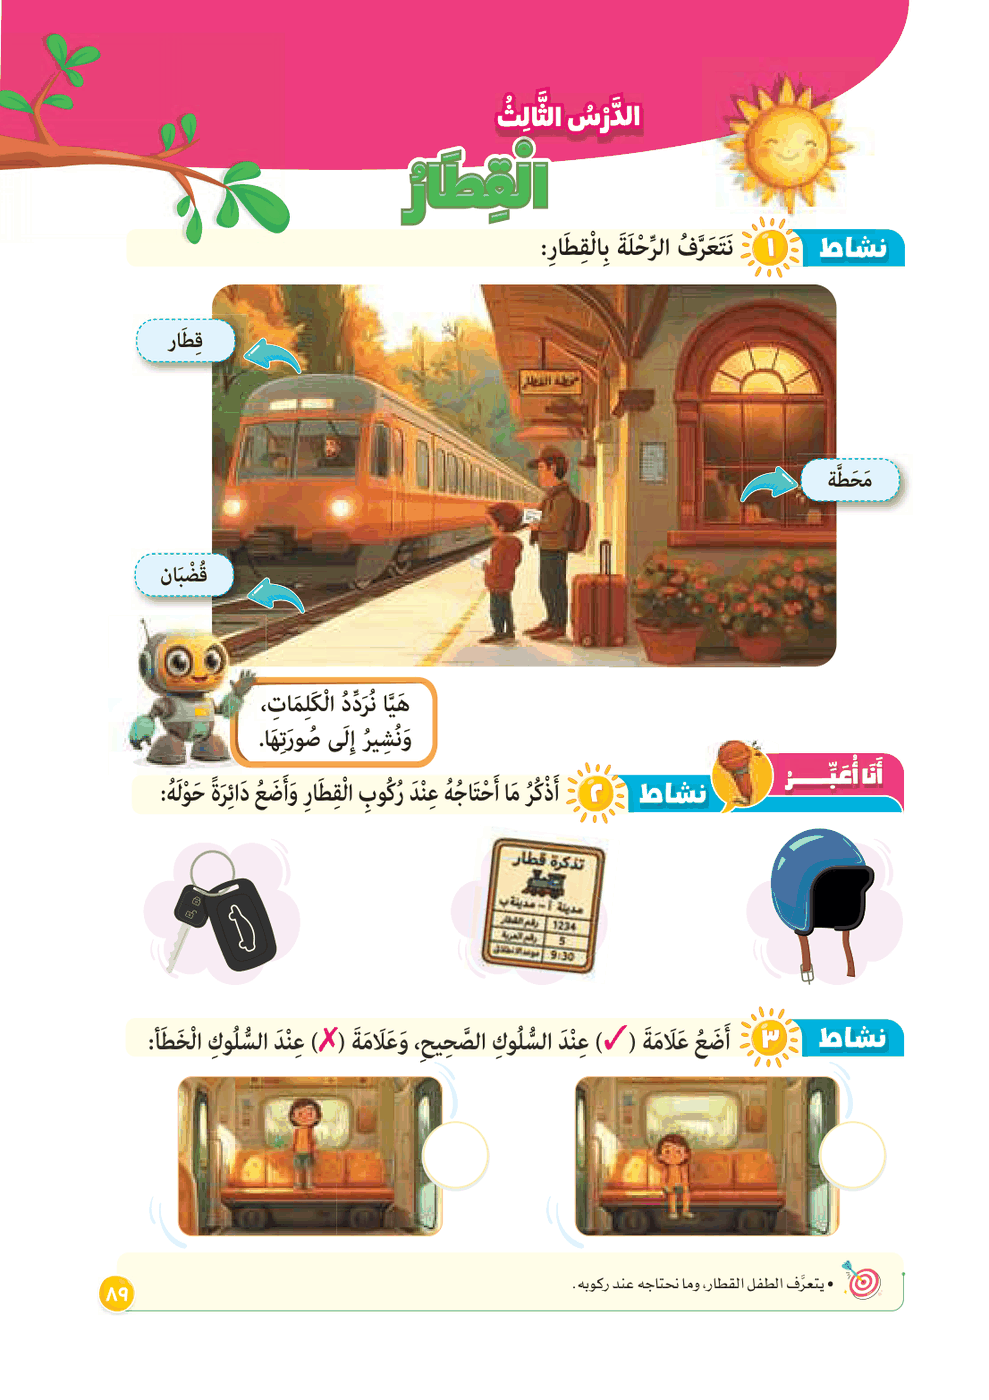 الدَّرْسُ الثَّالِثُ
الْقِطَارُ
نشاط ١ نَتَعَرَّفُ الرِّحْلَةَ بِالْقِطَارِ:
قِطَار
محطة القطار
مَحَطَّة
قُضْبَان
هَيَّا نُرَدِّدُ الْكَلِمَاتِ،
وَنُشِيرُ إِلَى صُورَتِهَا.
أَنَا أُعَبِّـــرُ
نشاط ٢ أَذْكُرُ مَا أَحْتَاجُهُ عِنْدَ رُكُوبِ الْقِطَارِ وَأَضَعُ دَائِرَةً حَوْلَهُ:
تذكرة قطار
مدينة أ - مدينة ب
رقم القطار 1234
رقم العربة 5
موعد الانطلاق 9:30
نشاط ٣ أَضَعُ عَلَامَةَ (✓) عِنْدَ السُّلُوكِ الصَّحِيحِ، وَعَلَامَةَ (✗) عِنْدَ السُّلُوكِ الْخَطَأ:
• يتعرَّف الطفل القطار، وما نحتاجه عند ركوبه.
٨٩